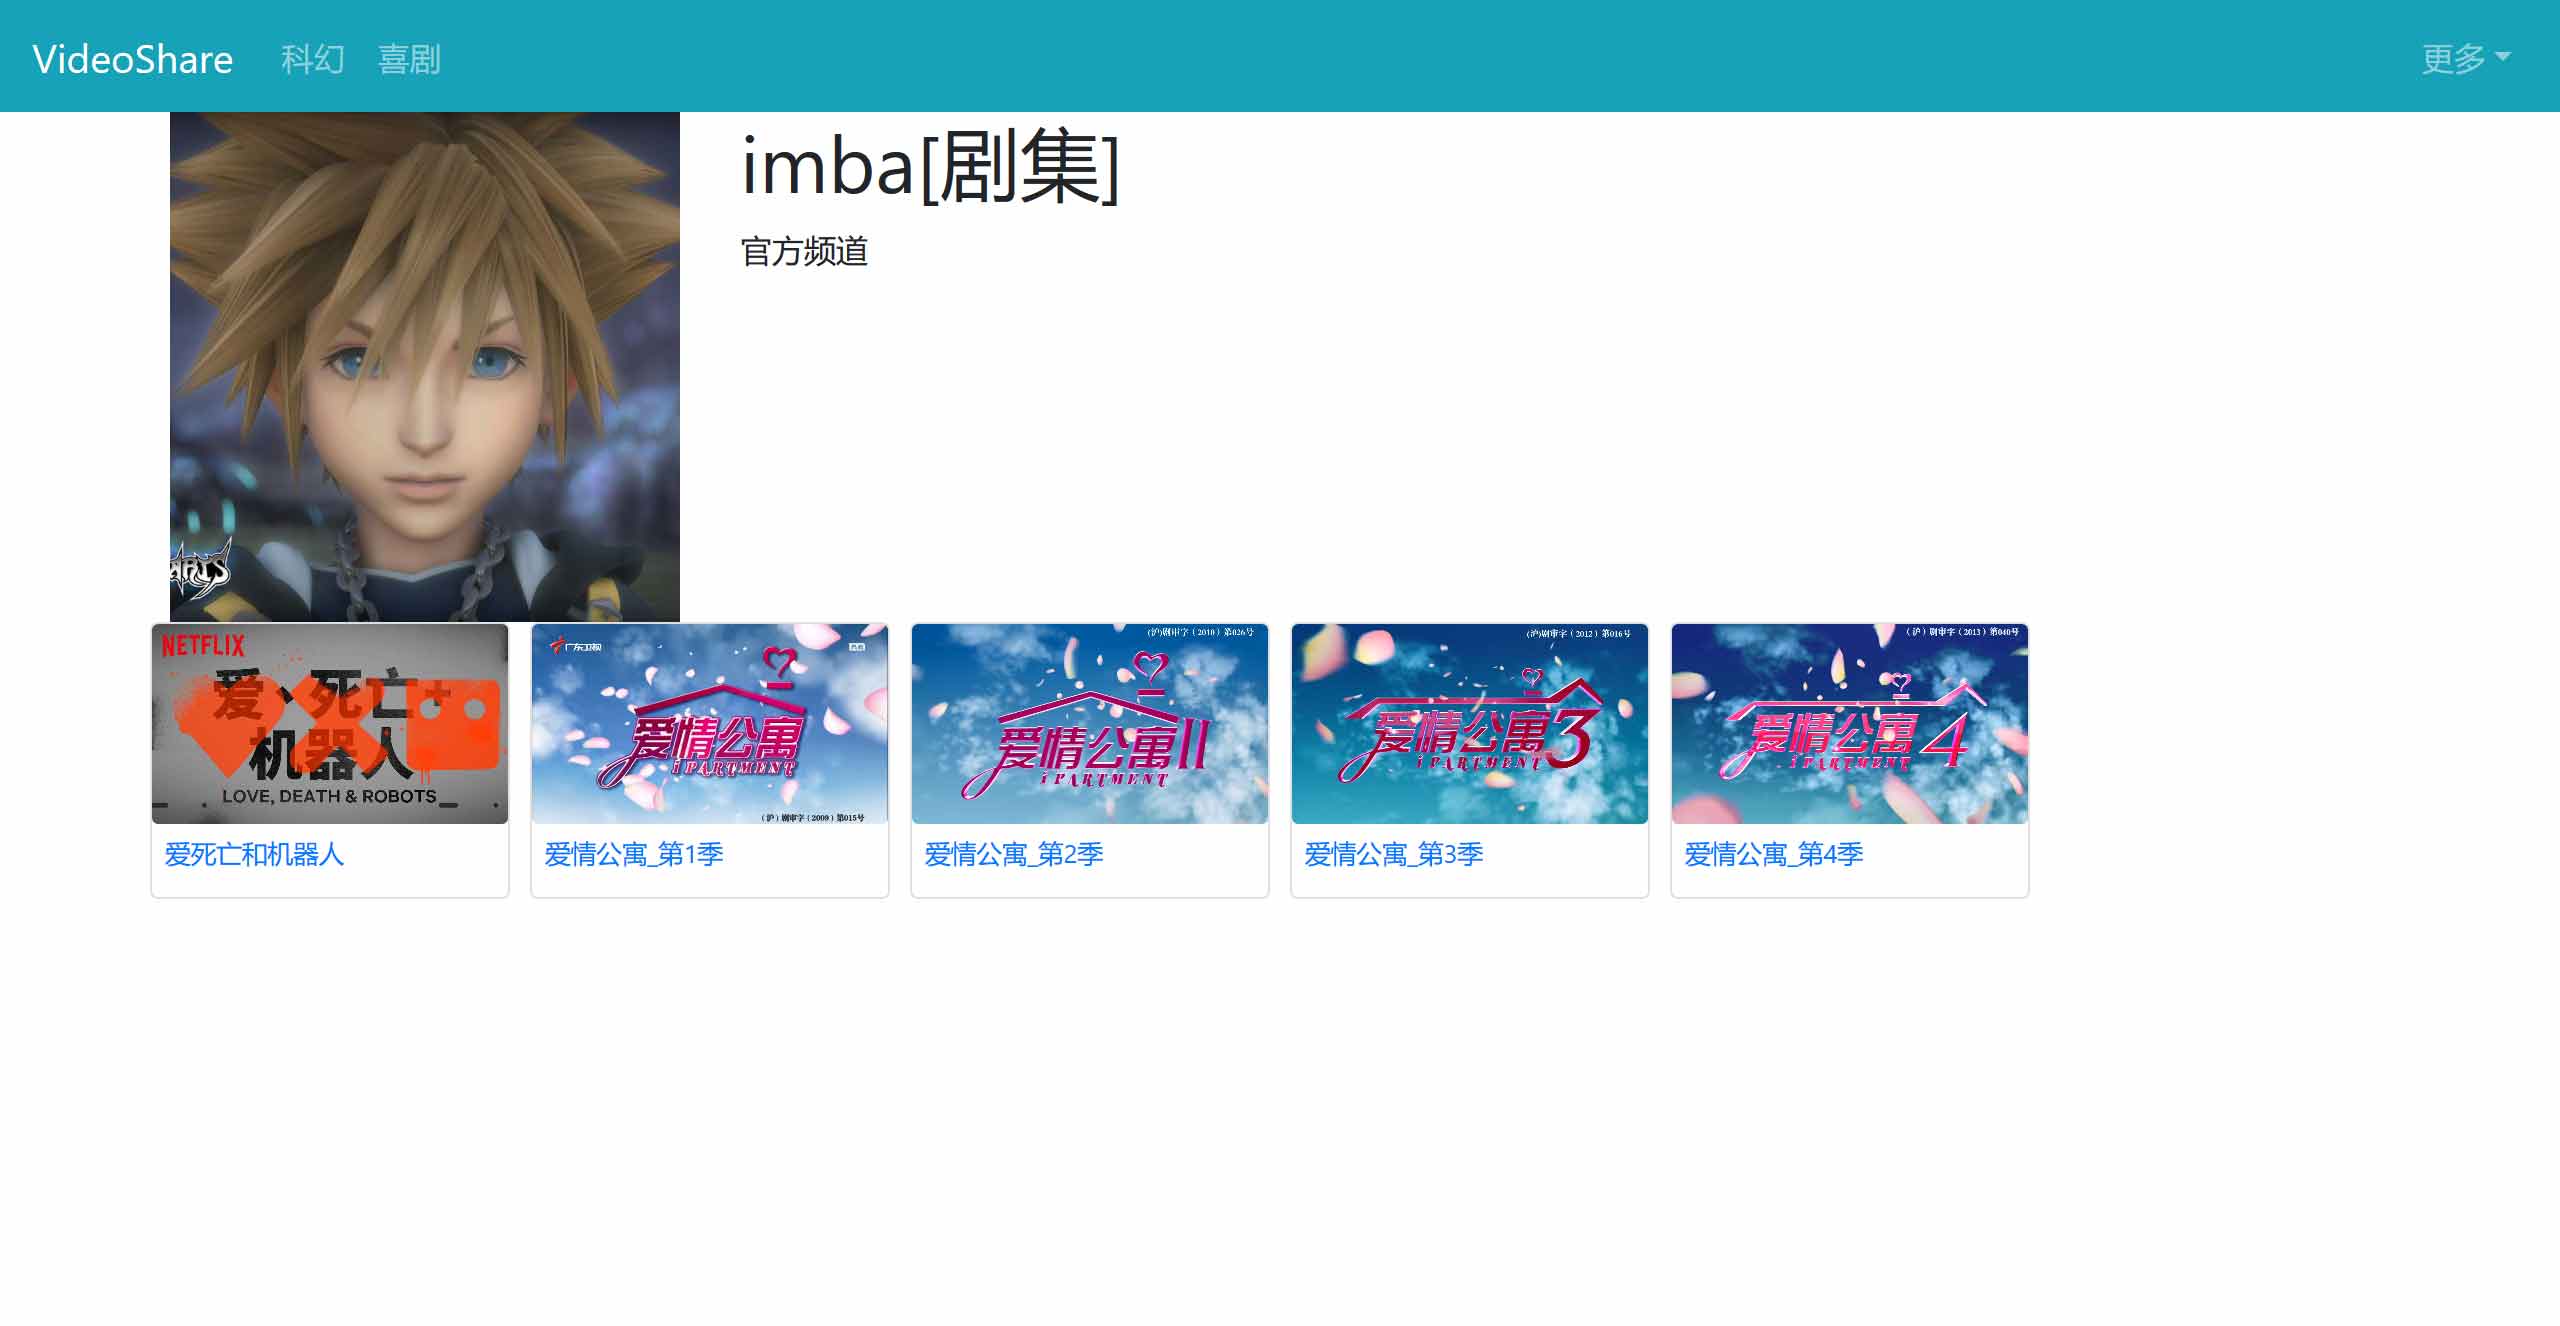 VideoShare 科幻 喜剧 更多
imba[剧集]
官方频道
NETFLIX
爱、死亡+
机器人
LOVE, DEATH & ROBOTS
爱死亡和机器人
广东卫视
爱情公寓
iPARTMENT
(沪)剧审字(2009)第015号
爱情公寓_第1季
(沪)剧审字(2010)第026号
爱情公寓II
iPARTMENT
爱情公寓_第2季
(沪)剧审字(2012)第016号
爱情公寓3
iPARTMENT
爱情公寓_第3季
(沪)剧审字(2013)第040号
爱情公寓4
iPARTMENT
爱情公寓_第4季